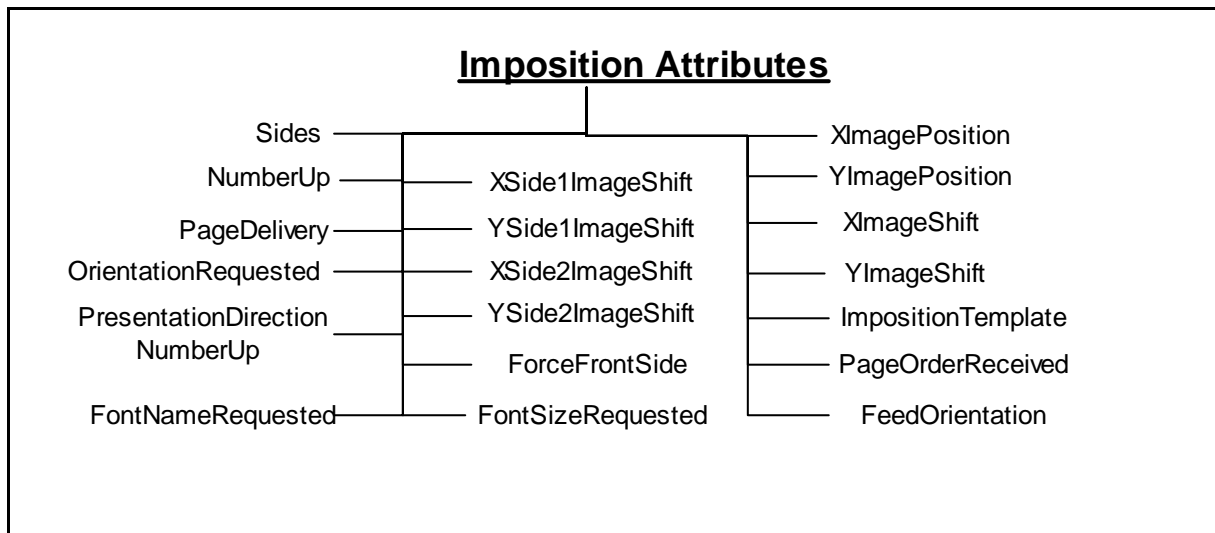 Imposition Attributes
Sides
XImagePosition
NumberUp
XSide1ImageShift
YImagePosition
PageDelivery
YSide1ImageShift
XImageShift
OrientationRequested
XSide2ImageShift
YImageShift
PresentationDirection
NumberUp
YSide2ImageShift
ImpositionTemplate
ForceFrontSide
PageOrderReceived
FontNameRequested
FontSizeRequested
FeedOrientation